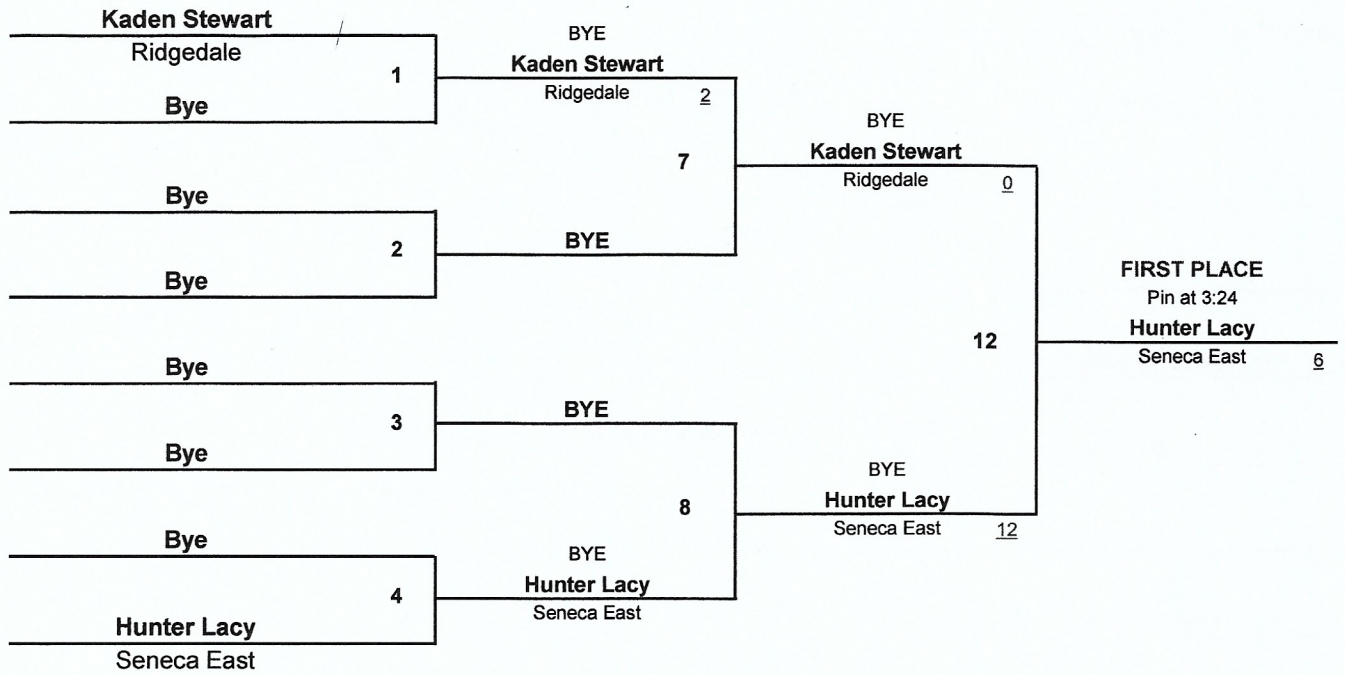 Kaden Stewart
Ridgedale
1
Bye
Bye
2
Bye
Bye
3
Bye
Bye
4
Hunter Lacy
Seneca East
BYE
Kaden Stewart
Ridgedale 2
7
BYE
BYE
8
BYE
Hunter Lacy
Seneca East
BYE
Kaden Stewart
Ridgedale 0
12
BYE
Hunter Lacy
Seneca East 12
FIRST PLACE
Pin at 3:24
Hunter Lacy
Seneca East 6